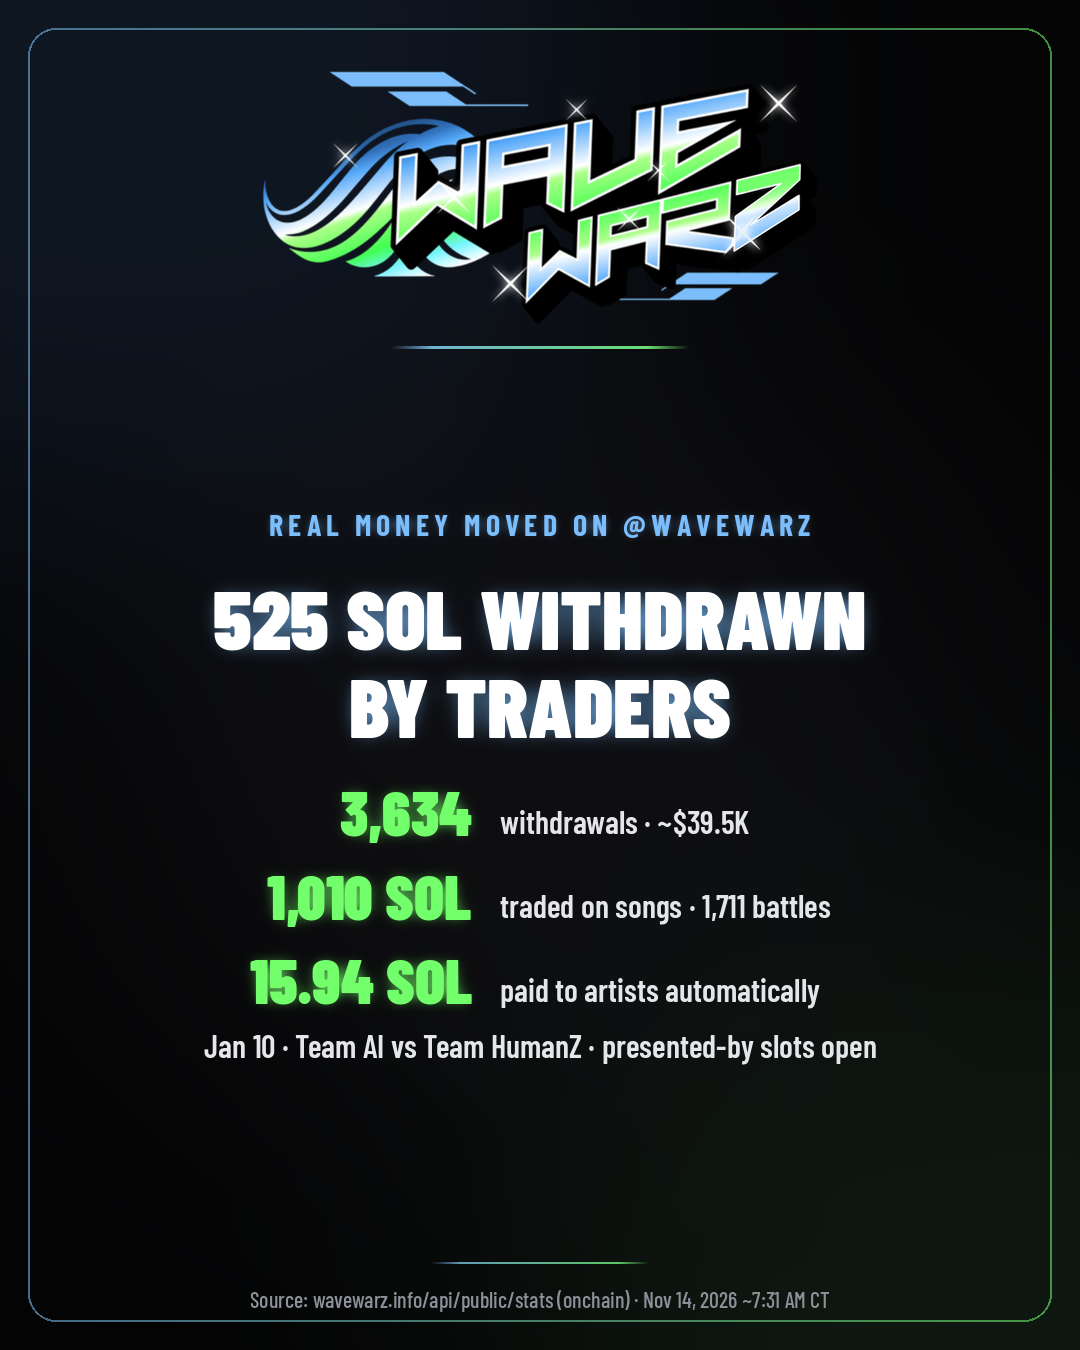 WAVE
WARZ
REAL MONEY MOVED ON @WAVEWARZ
525 SOL WITHDRAWN
BY TRADERS
3,634 withdrawals · ~$39.5K
1,010 SOL traded on songs · 1,711 battles
15.94 SOL paid to artists automatically
Jan 10 · Team AI vs Team HumanZ · presented-by slots open
Source: wavewarz.info/api/public/stats (onchain) · Nov 14, 2026 ~7:31 AM CT